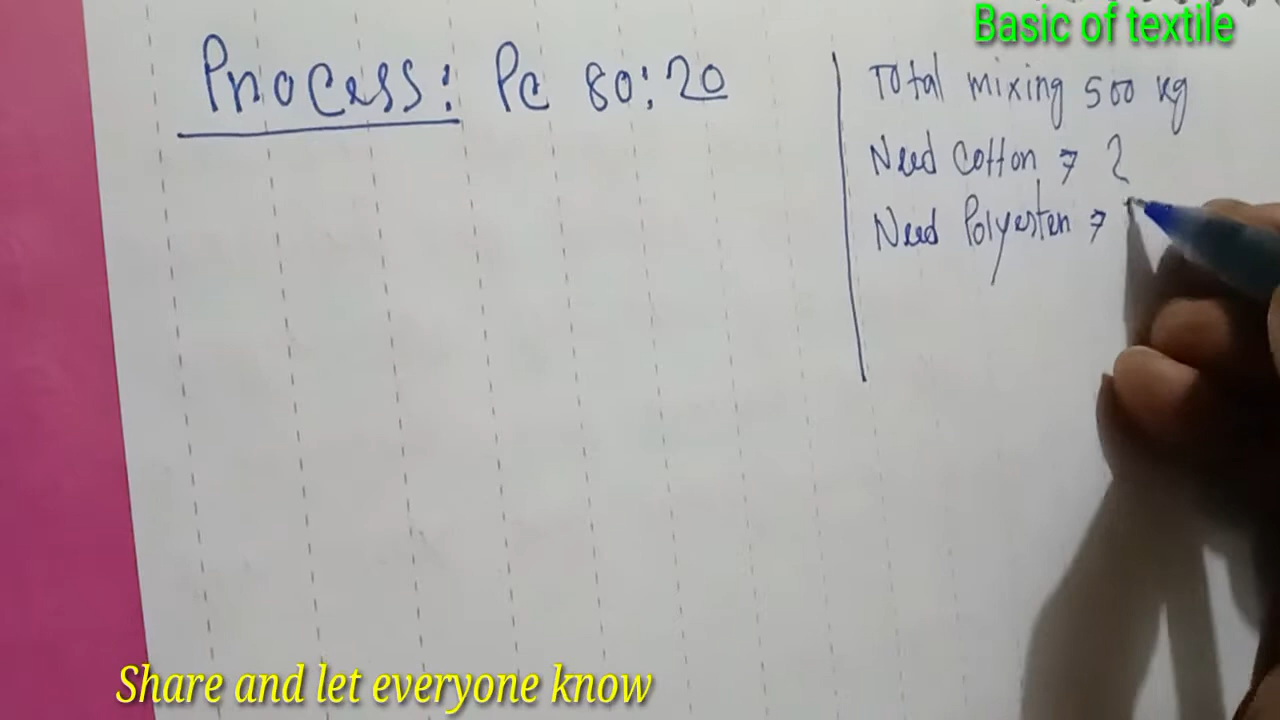 Basic of textile
Process: Pc 80:20
Total mixing 500 kg
Need Cotton → ?
Need Polyester →
Share and let everyone know